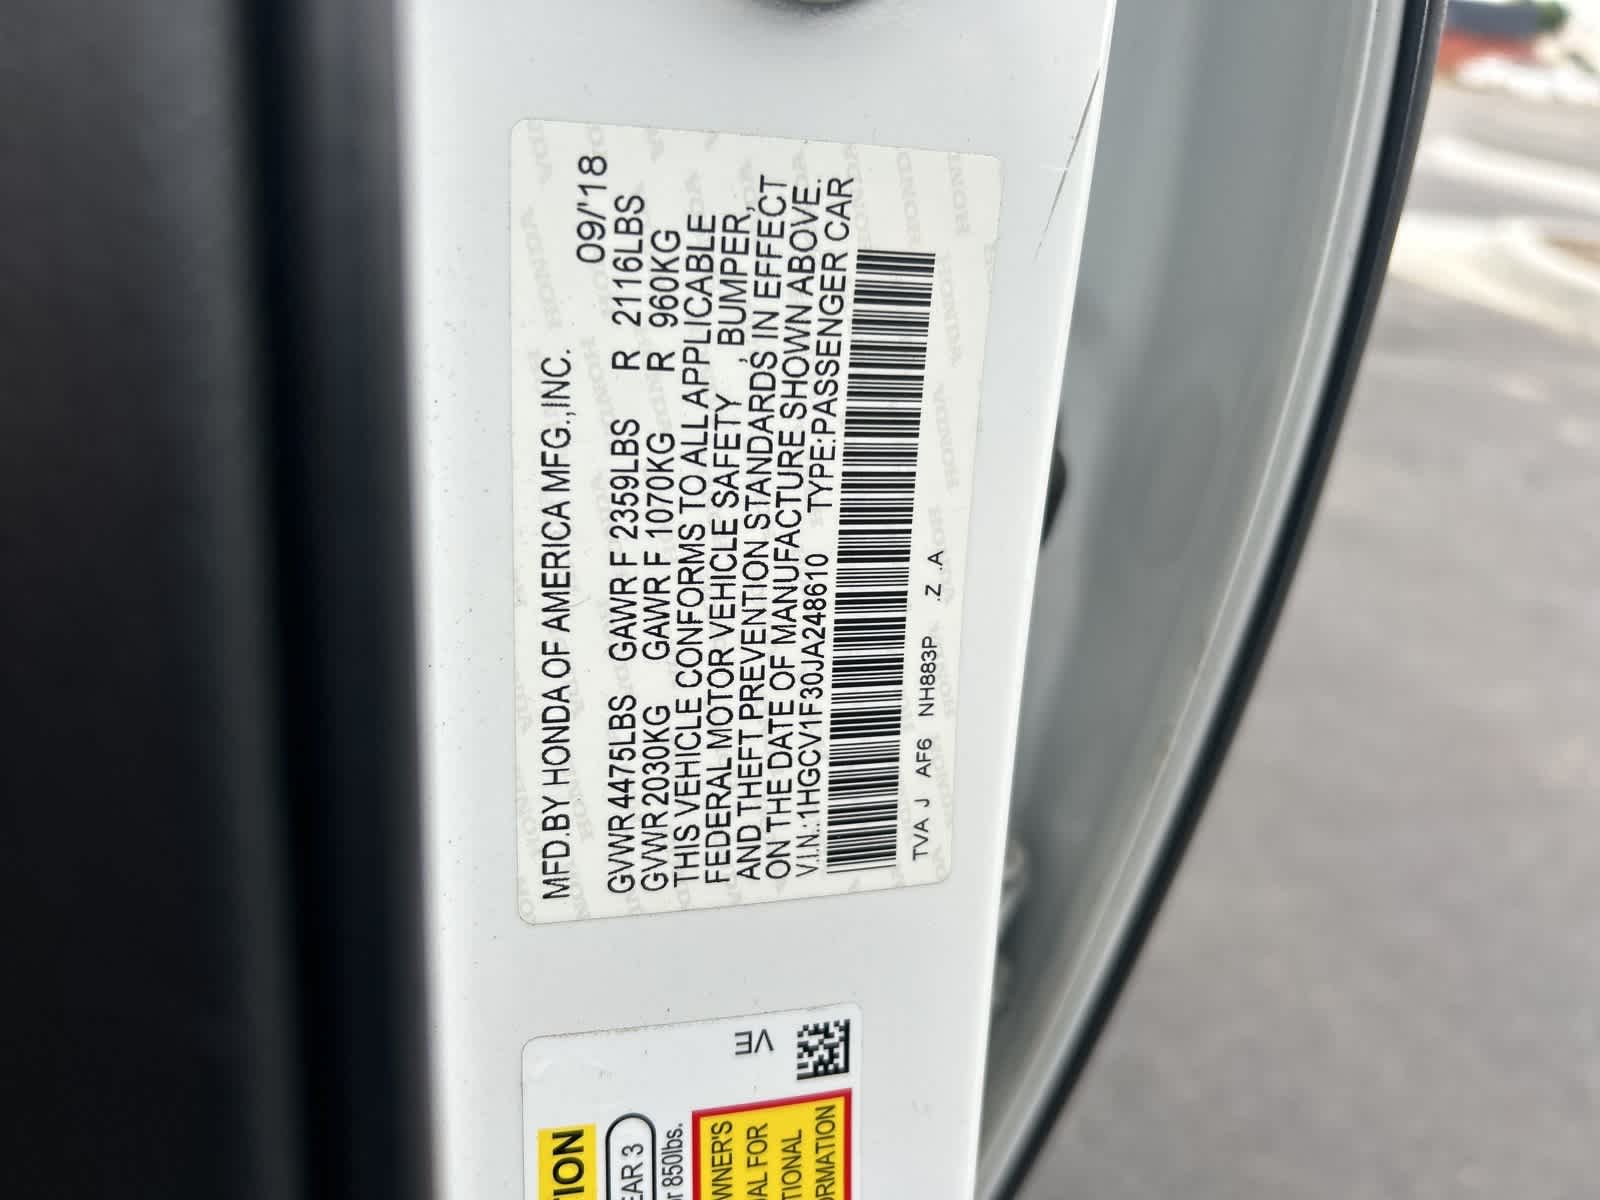 MFD.BY HONDA OF AMERICA MFG.,INC.
09/'18
GVWR 4475LBS GAWR F 2359LBS R 2116LBS
GVWR 2030KG GAWR F 1070KG R 960KG
THIS VEHICLE CONFORMS TO ALL APPLICABLE
FEDERAL MOTOR VEHICLE SAFETY , BUMPER,
AND THEFT PREVENTION STANDARDS IN EFFECT
ON THE DATE OF MANUFACTURE SHOWN ABOVE.
V.I.N.:1HGCV1F30JA248610 TYPE:PASSENGER CAR
TVA J AF6 NH883P .Z .A
VE
TION
EAR 3
r 850lbs.
WNER'S
AL FOR
TIONAL
RMATION